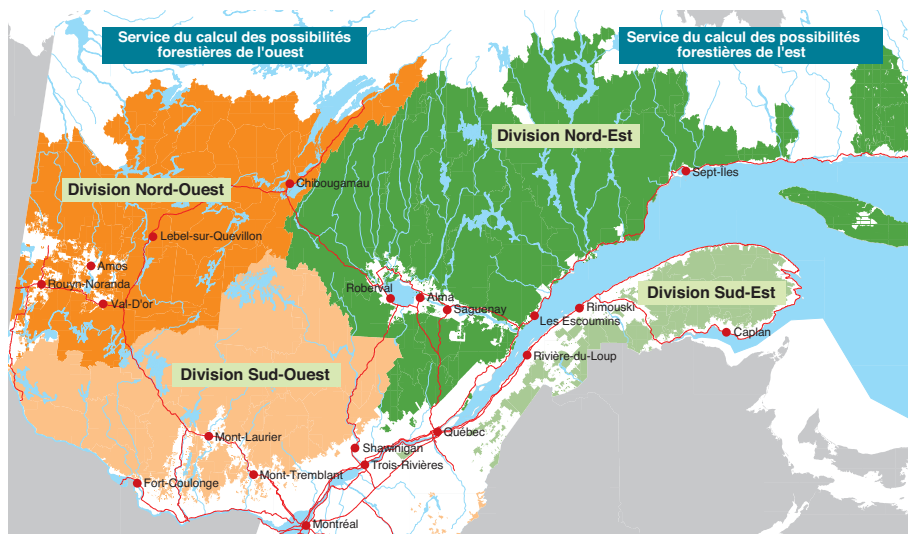 Service du calcul des possibilités
forestières de l'ouest
Service du calcul des possibilités
forestières de l'est
Division Nord-Est
Sept-Iles
Chibougamau
Division Nord-Ouest
Lebel-sur-Quevillon
Amos
Rouyn-Noranda
Val-D'or
Roberval
Alma
Saguenay
Division Sud-Est
Rimouski
Les Escoumins
Caplan
Rivière-du-Loup
Division Sud-Ouest
Mont-Laurier
Québec
Shawinigan
Trois-Rivières
Mont-Tremblant
Fort-Coulonge
Montréal